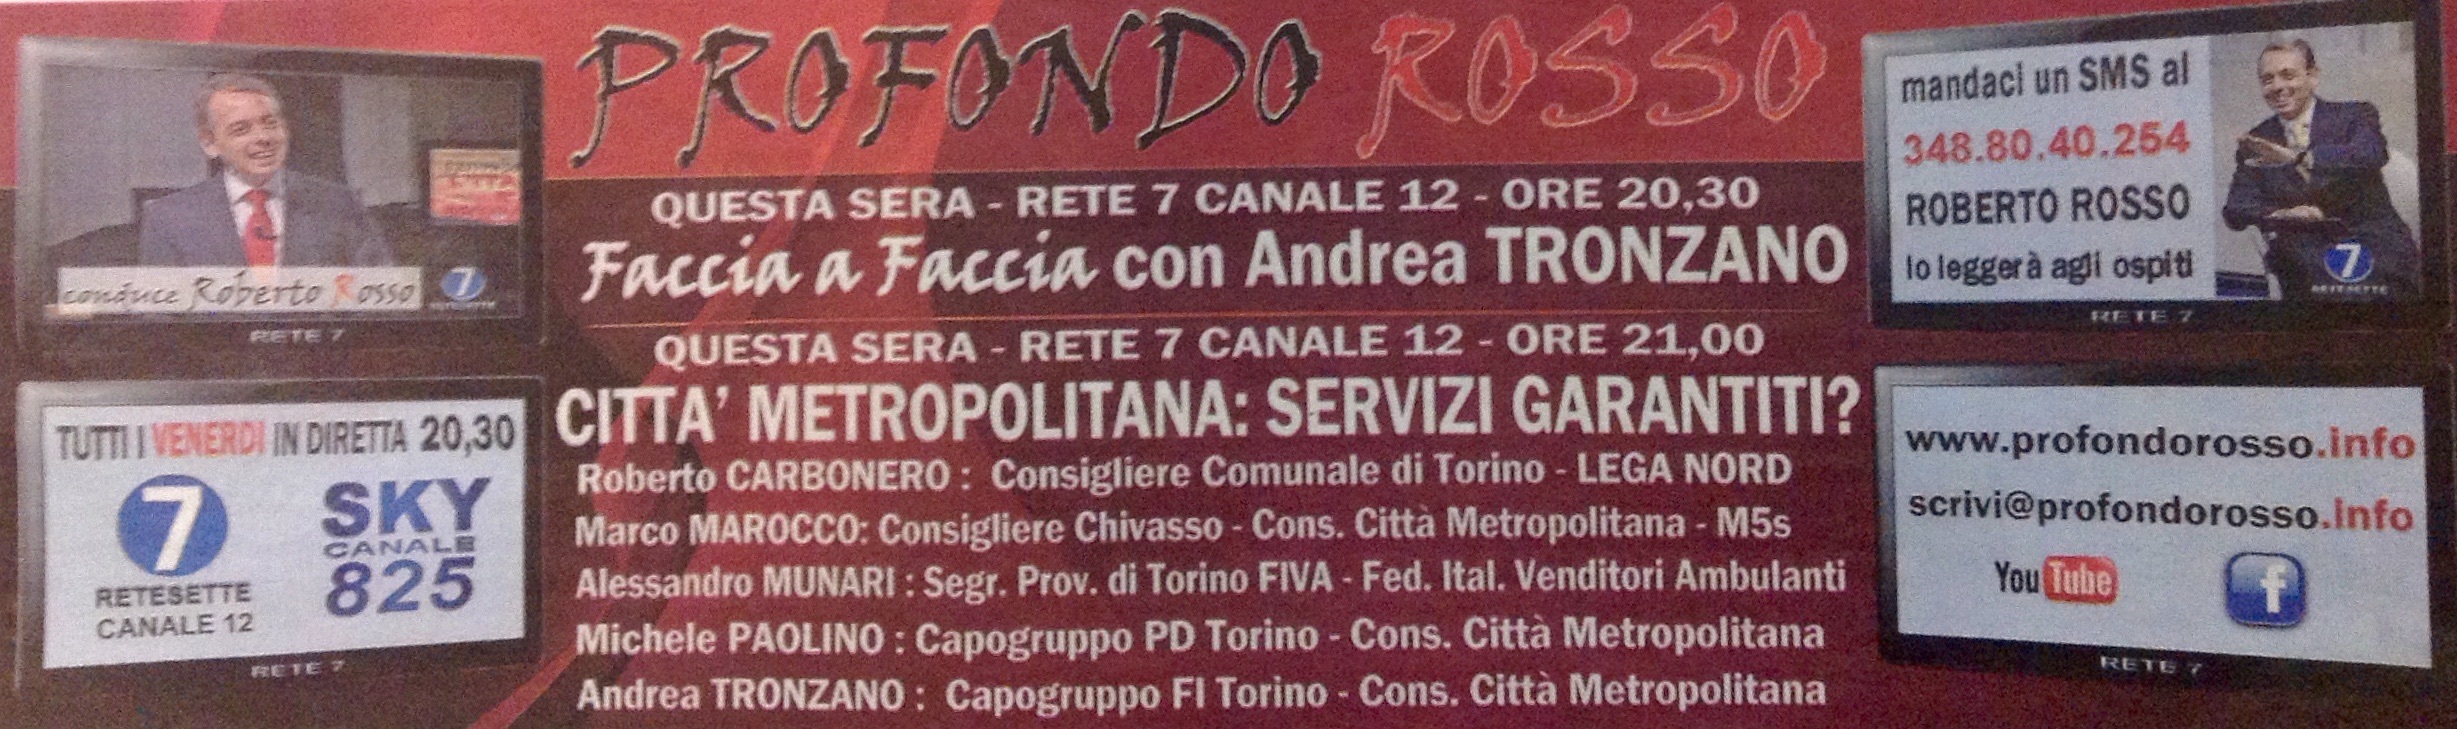 PROFONDO ROSSO
QUESTA SERA - RETE 7 CANALE 12 - ORE 20,30
Faccia a Faccia con Andrea TRONZANO
QUESTA SERA - RETE 7 CANALE 12 - ORE 21,00
CITTA' METROPOLITANA: SERVIZI GARANTITI?
Roberto CARBONERO : Consigliere Comunale di Torino - LEGA NORD
Marco MAROCCO: Consigliere Chivasso - Cons. Città Metropolitana - M5s
Alessandro MUNARI : Segr. Prov. di Torino FIVA - Fed. Ital. Venditori Ambulanti
Michele PAOLINO : Capogruppo PD Torino - Cons. Città Metropolitana
Andrea TRONZANO : Capogruppo FI Torino - Cons. Città Metropolitana
conduce Roberto Rosso
7
RETE 7
TUTTI I VENERDI IN DIRETTA 20,30
7
RETESETTE
CANALE 12
SKY
CANALE
825
RETE 7
mandaci un SMS al
348.80.40.254
ROBERTO ROSSO
lo leggerà agli ospiti
7
RETESETTE
RETE 7
www.profondorosso.info
scrivi@profondorosso.info
YouTube
f
RETE 7